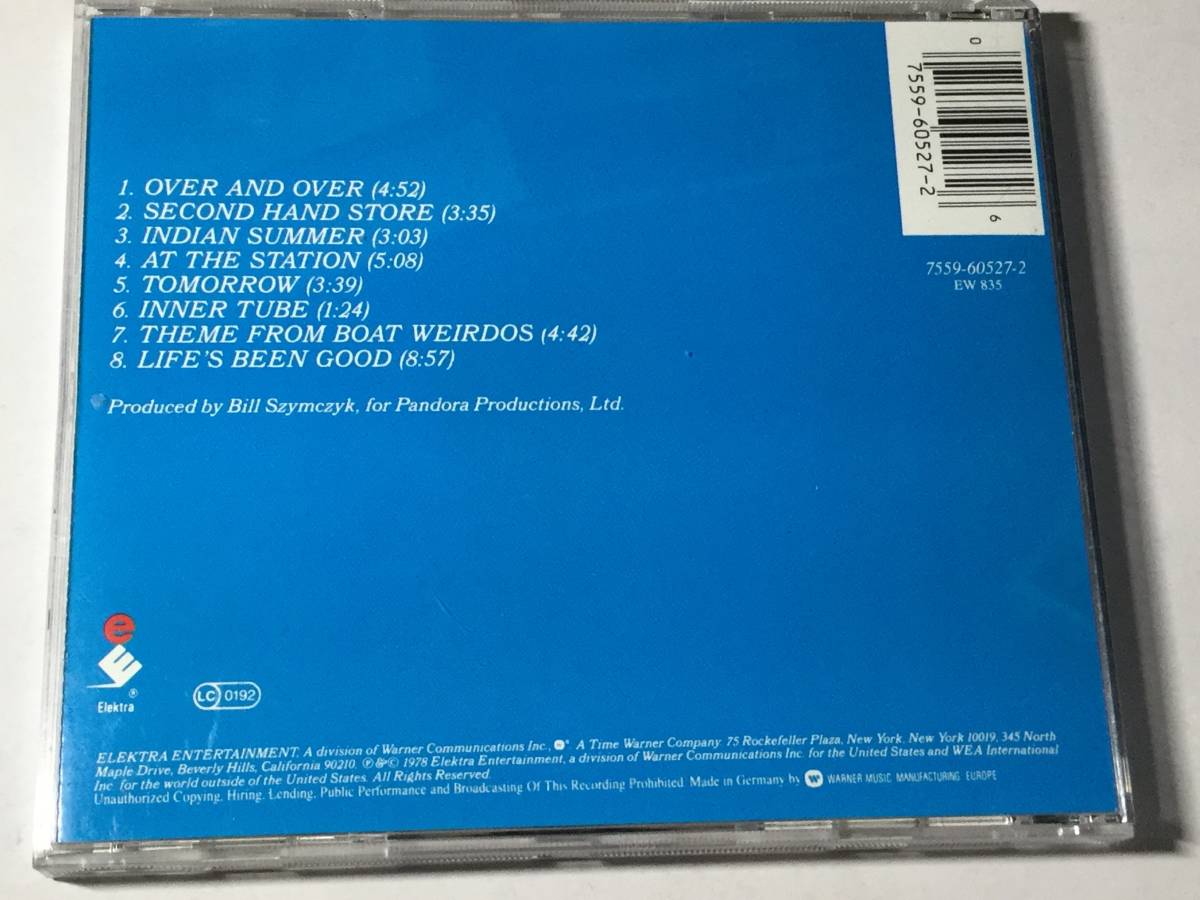 1. OVER AND OVER (4:52)
2. SECOND HAND STORE (3:35)
3. INDIAN SUMMER (3:03)
4. AT THE STATION (5:08)
5. TOMORROW (3:39)
6. INNER TUBE (1:24)
7. THEME FROM BOAT WEIRDOS (4:42)
8. LIFE'S BEEN GOOD (8:57)
Produced by Bill Szymczyk, for Pandora Productions, Ltd.
0
7559-60527-2
6
7559-60527-2
EW 835
e
E
®
Elektra
LC 0192
ELEKTRA ENTERTAINMENT. A division of Warner Communications Inc., ®* A Time Warner Company. 75 Rockefeller Plaza, New York, New York 10019, 345 North
Maple Drive, Beverly Hills, California 90210. ℗&© 1978 Elektra Entertainment, a division of Warner Communications Inc. for the United States and WEA International
Inc. for the world outside of the United States. All Rights Reserved.
Unauthorized Copying, Hiring, Lending, Public Performance and Broadcasting Of This Recording Prohibited. Made in Germany by WARNER MUSIC MANUFACTURING EUROPE